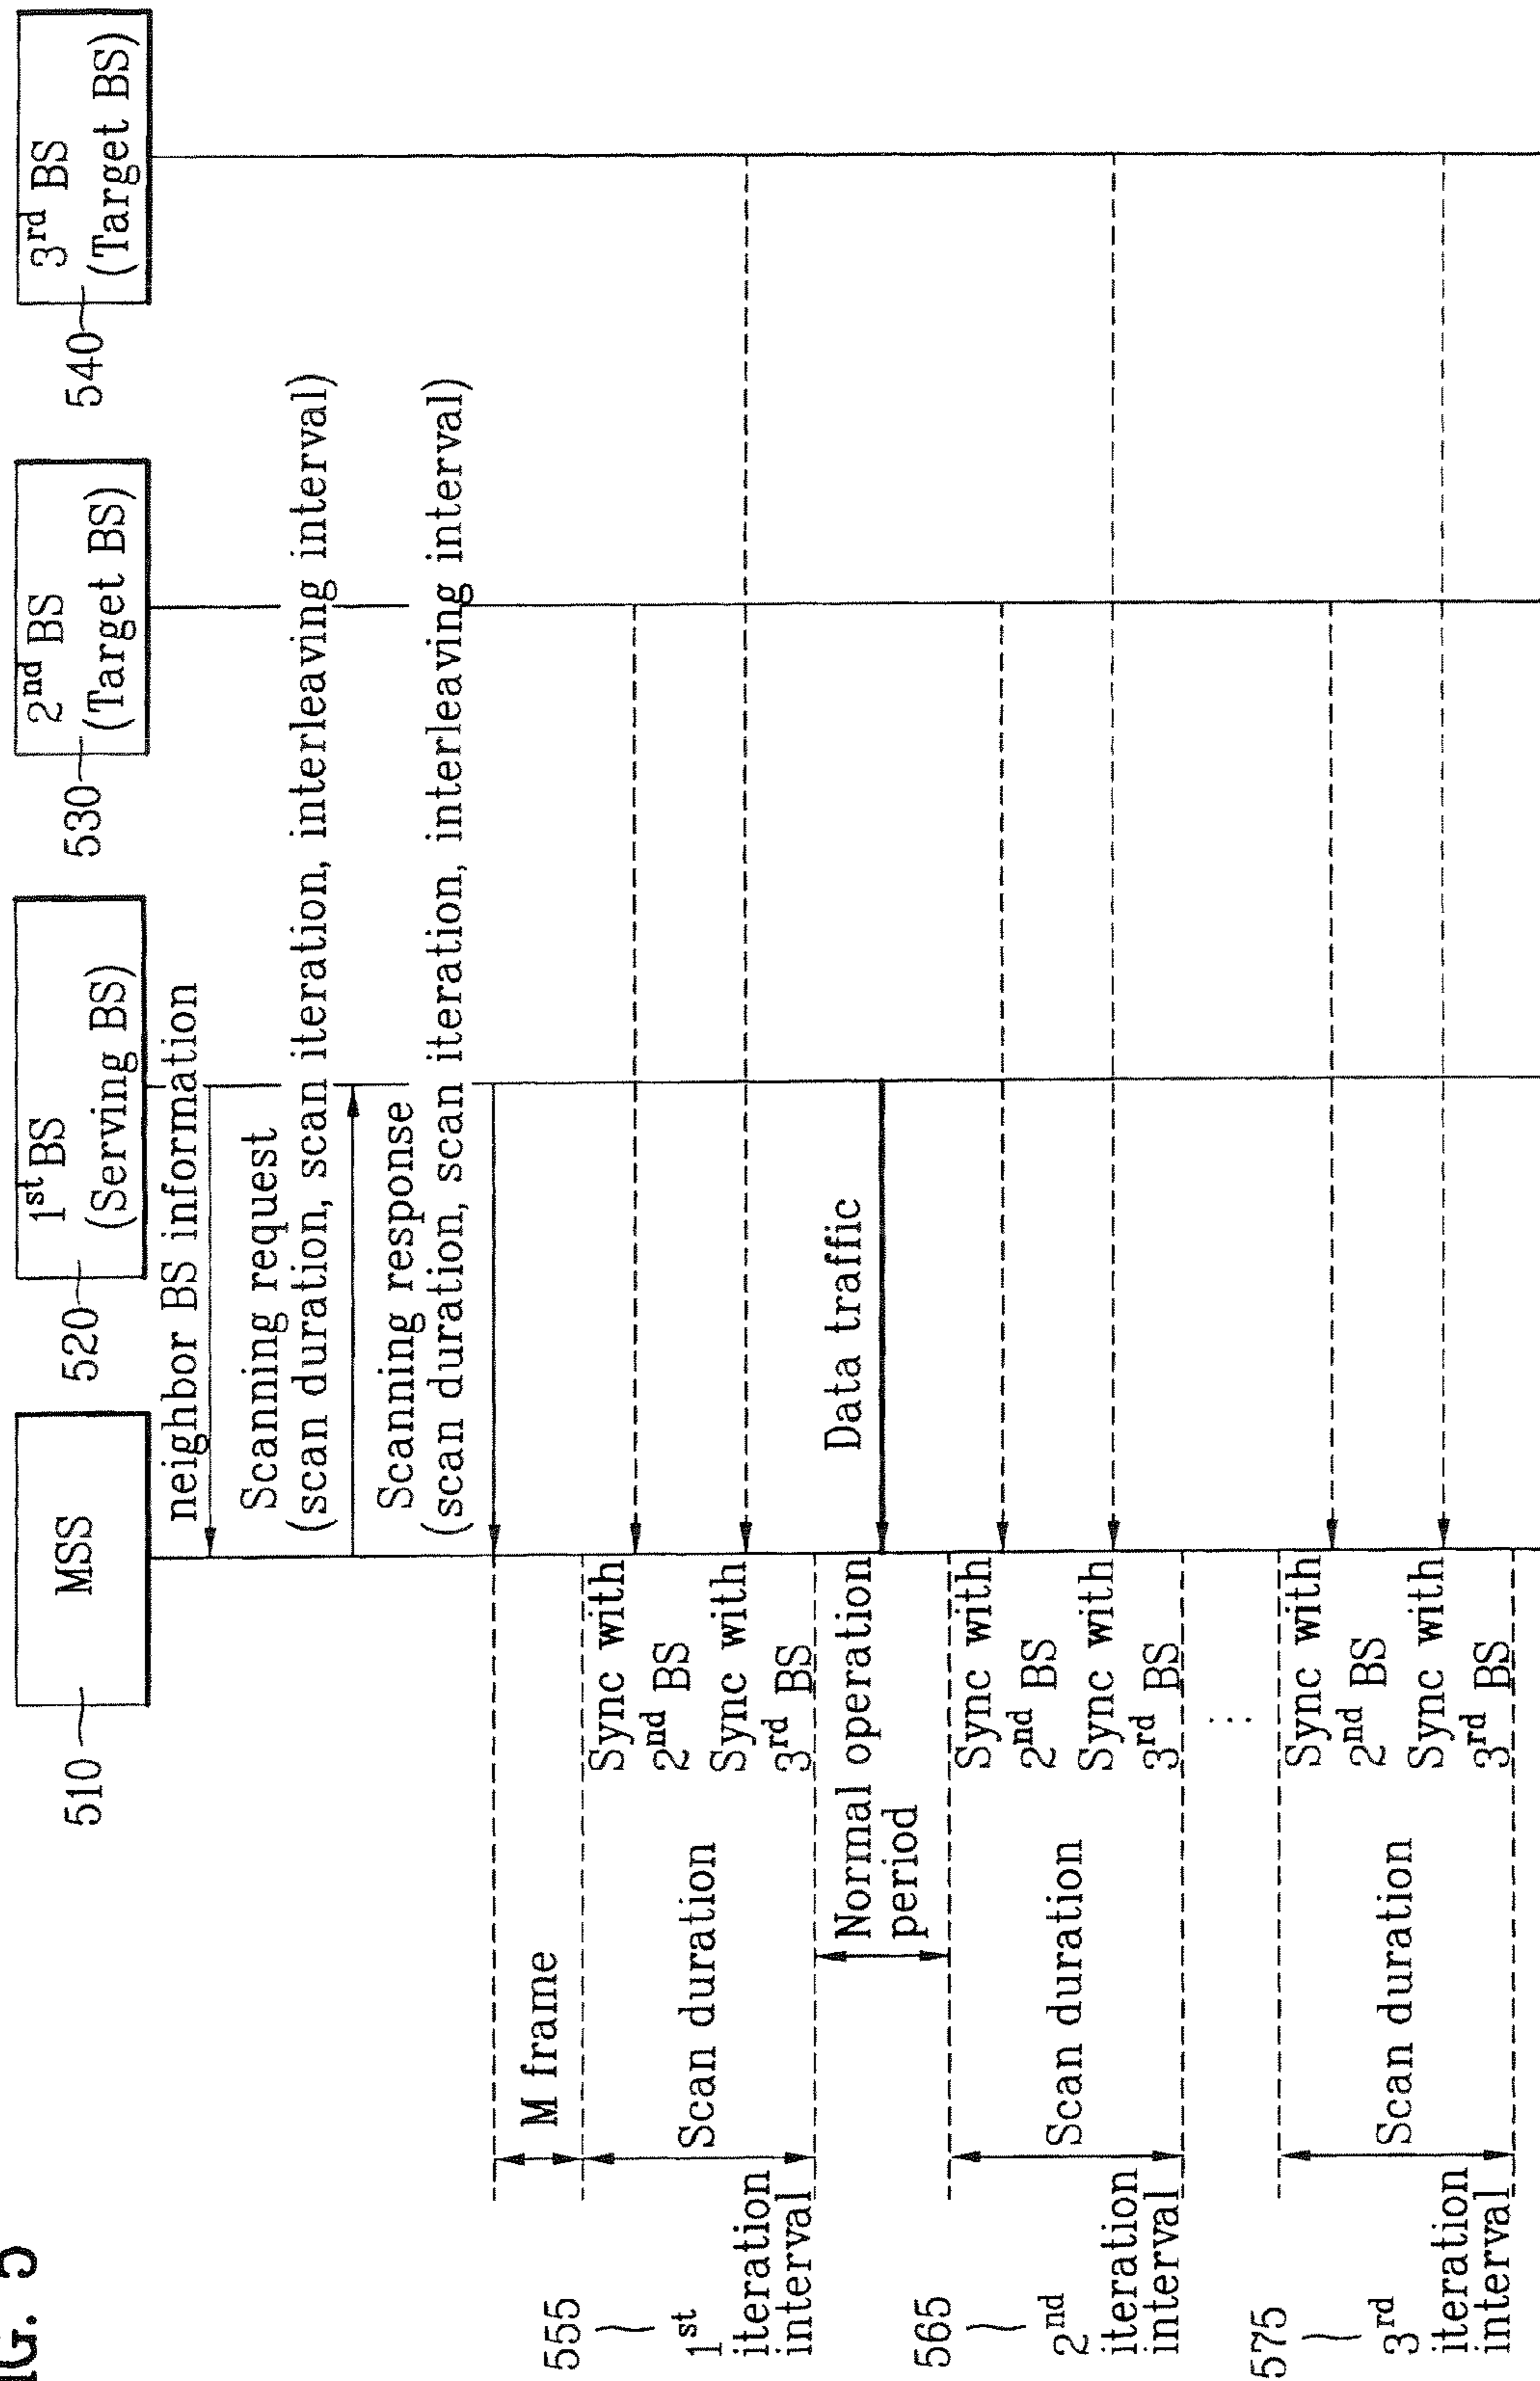 FIG. 5
510
MSS
520
1st BS
(Serving BS)
530
2nd BS
(Target BS)
540
3rd BS
(Target BS)
neighbor BS information
Scanning request
(scan duration, scan iteration, interleaving interval)
Scanning response
(scan duration, scan iteration, interleaving interval)
M frame
555
1st
iteration
interval
Scan duration
Sync with
2nd BS
Sync with
3rd BS
Normal operation
period
Data traffic
565
2nd
iteration
interval
Scan duration
Sync with
2nd BS
Sync with
3rd BS
575
3rd
iteration
interval
Scan duration
Sync with
2nd BS
Sync with
3rd BS